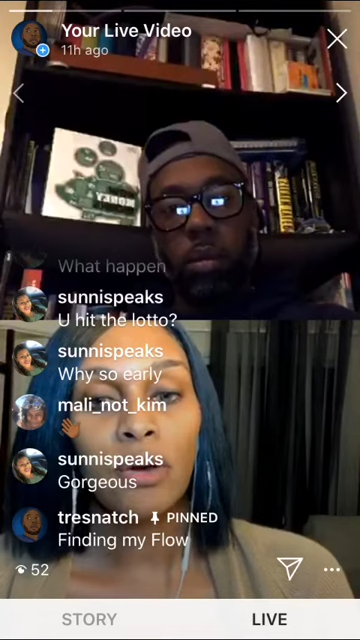 Your Live Video
11h ago
What happen
sunnispeaks
U hit the lotto?
sunnispeaks
Why so early
mali_not_kim
sunnispeaks
Gorgeous
tresnatch PINNED
Finding my Flow
52
STORY LIVE